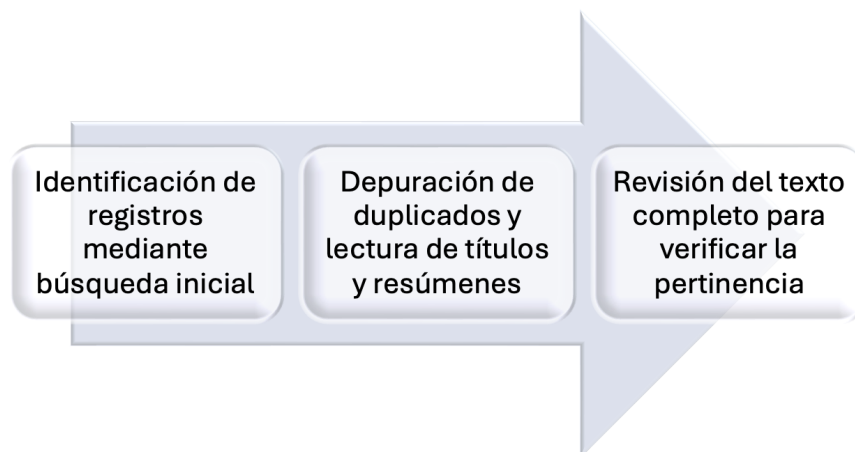 Identificación de
registros
mediante
búsqueda inicial
Depuración de
duplicados y
lectura de títulos
y resúmenes
Revisión del texto
completo para
verificar la
pertinencia